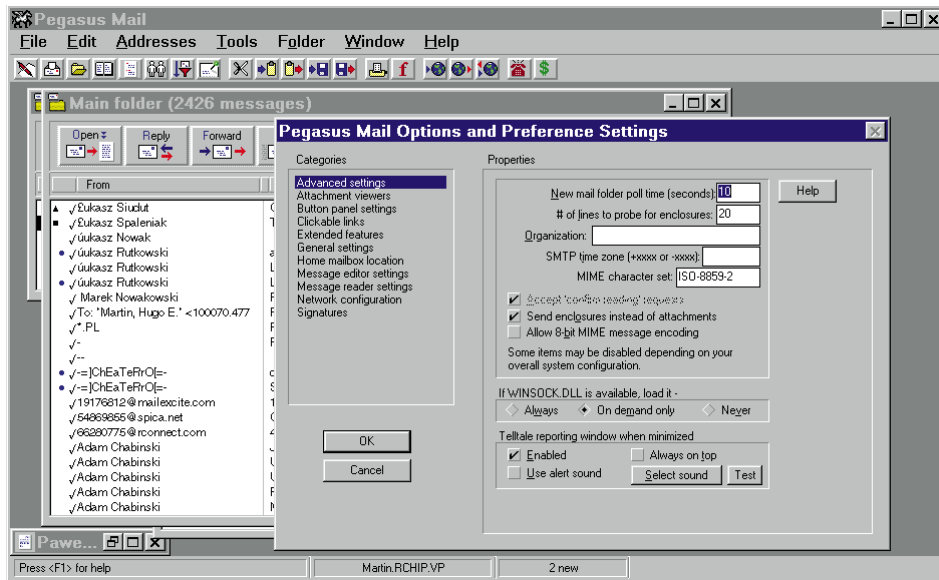 Pegasus Mail
File Edit Addresses Tools Folder Window Help
Main folder (2426 messages)
Open Reply Forward
From
£ukasz Siudut
£ukasz Spaleniak
úukasz Nowak
úukasz Rutkowski
úukasz Rutkowski
úukasz Rutkowski
Marek Nowakowski
To: "Martin, Hugo E." <100070.477
*.PL
-
--
-=]ChEaTeRrO[=-
-=]ChEaTeRrO[=-
19176812@mailexcite.com
54869855@spica.net
66280775@rconnect.com
Adam Chabinski
Adam Chabinski
Adam Chabinski
Adam Chabinski
Adam Chabinski
Pegasus Mail Options and Preference Settings
Categories
Advanced settings
Attachment viewers
Button panel settings
Clickable links
Extended features
General settings
Home mailbox location
Message editor settings
Message reader settings
Network configuration
Signatures
OK
Cancel
Properties
New mail folder poll time (seconds): 10
Help
# of lines to probe for enclosures: 20
Organization:
SMTP time zone (+xxxx or -xxxx):
MIME character set: ISO-8859-2
Accept 'confirm reading' requests
Send enclosures instead of attachments
Allow 8-bit MIME message encoding
Some items may be disabled depending on your
overall system configuration.
If WINSOCK.DLL is available, load it -
Always On demand only Never
Telltale reporting window when minimized
Enabled Always on top
Use alert sound Select sound Test
Pawe...
Press <F1> for help Martin.RCHIP.VP 2 new